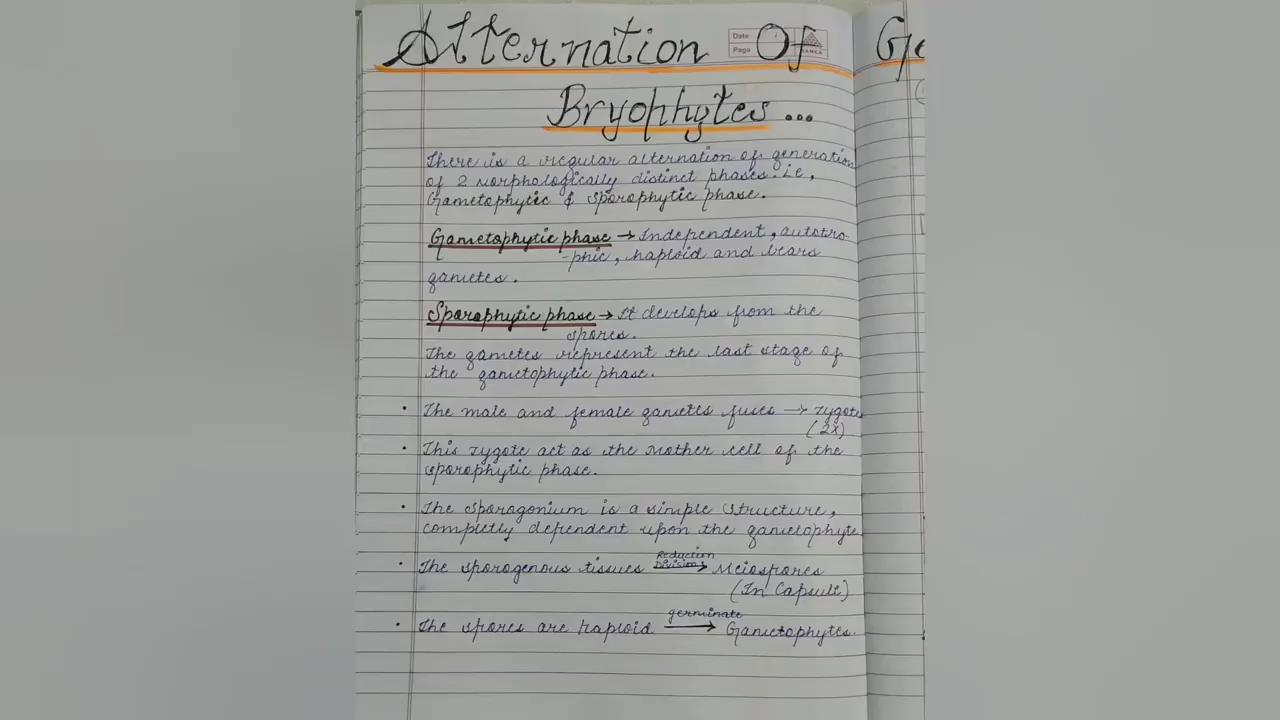 Alternation Of Ge
Date
Page
Bryophytes ...
There is a regular alternation of generation
of 2 morphologically distinct phases. i.e,
Gametophytic & Sporophytic phase.
Gametophytic phase → Independent, autotro-
-phic, haploid and bears
gametes.
Sporophytic phase → It develops from the
spores.
The gametes represent the last stage of
the gametophytic phase.
• The male and female gametes fuses → zygote
(2x)
• This zygote act as the mother cell of the
sporophytic phase.
• The sporogonium is a simple structure,
completly dependent upon the gametophyte
Reduction
• The sporogenous tissues Division → Meiospores
(In Capsule)
germinate
• The spores are haploid → Gametophytes.